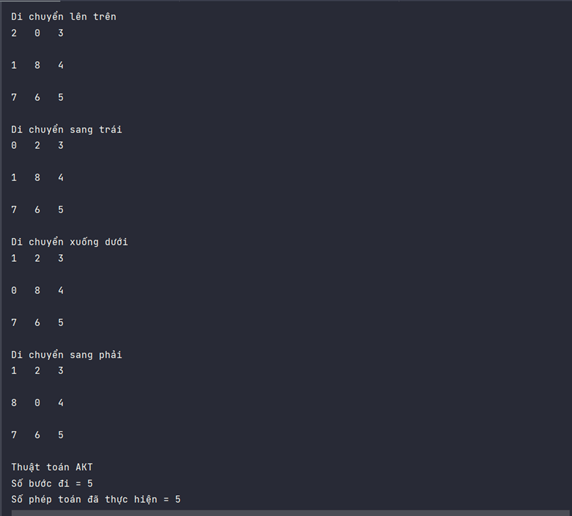 Di chuyển lên trên
2 0 3
1 8 4
7 6 5
Di chuyển sang trái
0 2 3
1 8 4
7 6 5
Di chuyển xuống dưới
1 2 3
0 8 4
7 6 5
Di chuyển sang phải
1 2 3
8 0 4
7 6 5
Thuật toán AKT
Số bước đi = 5
Số phép toán đã thực hiện = 5